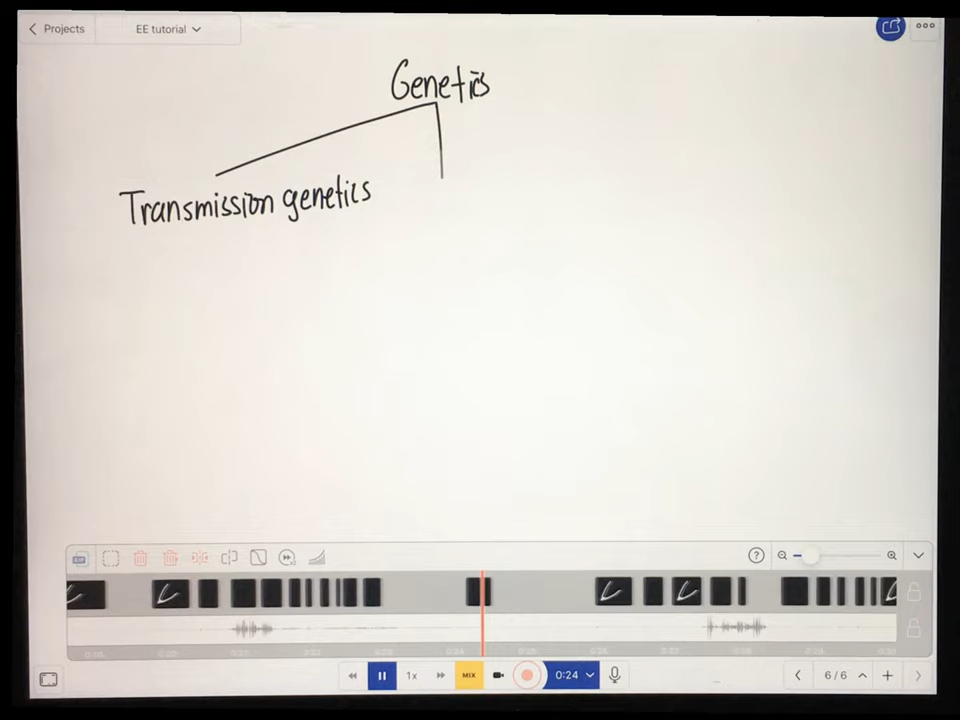 Projects
EE tutorial
Genetics
Transmission genetics
1x
MIX
0:24
6/6